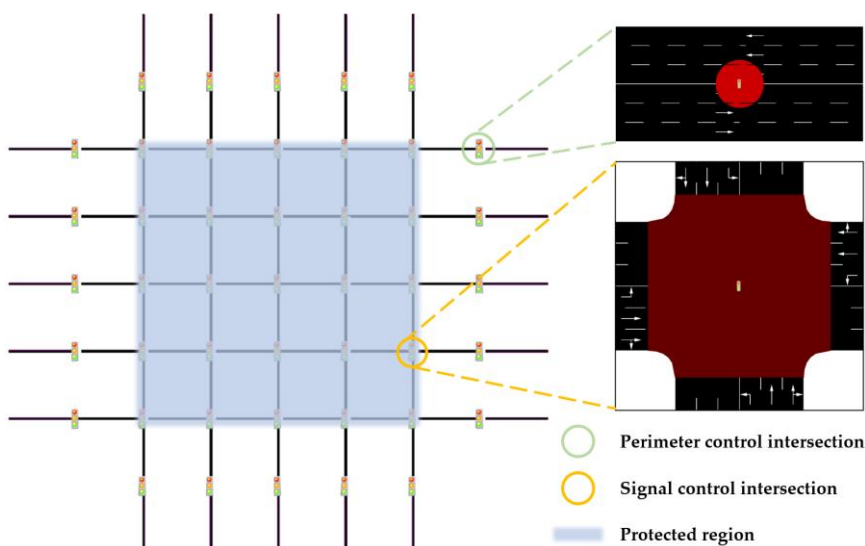 Perimeter control intersection
Signal control intersection
Protected region